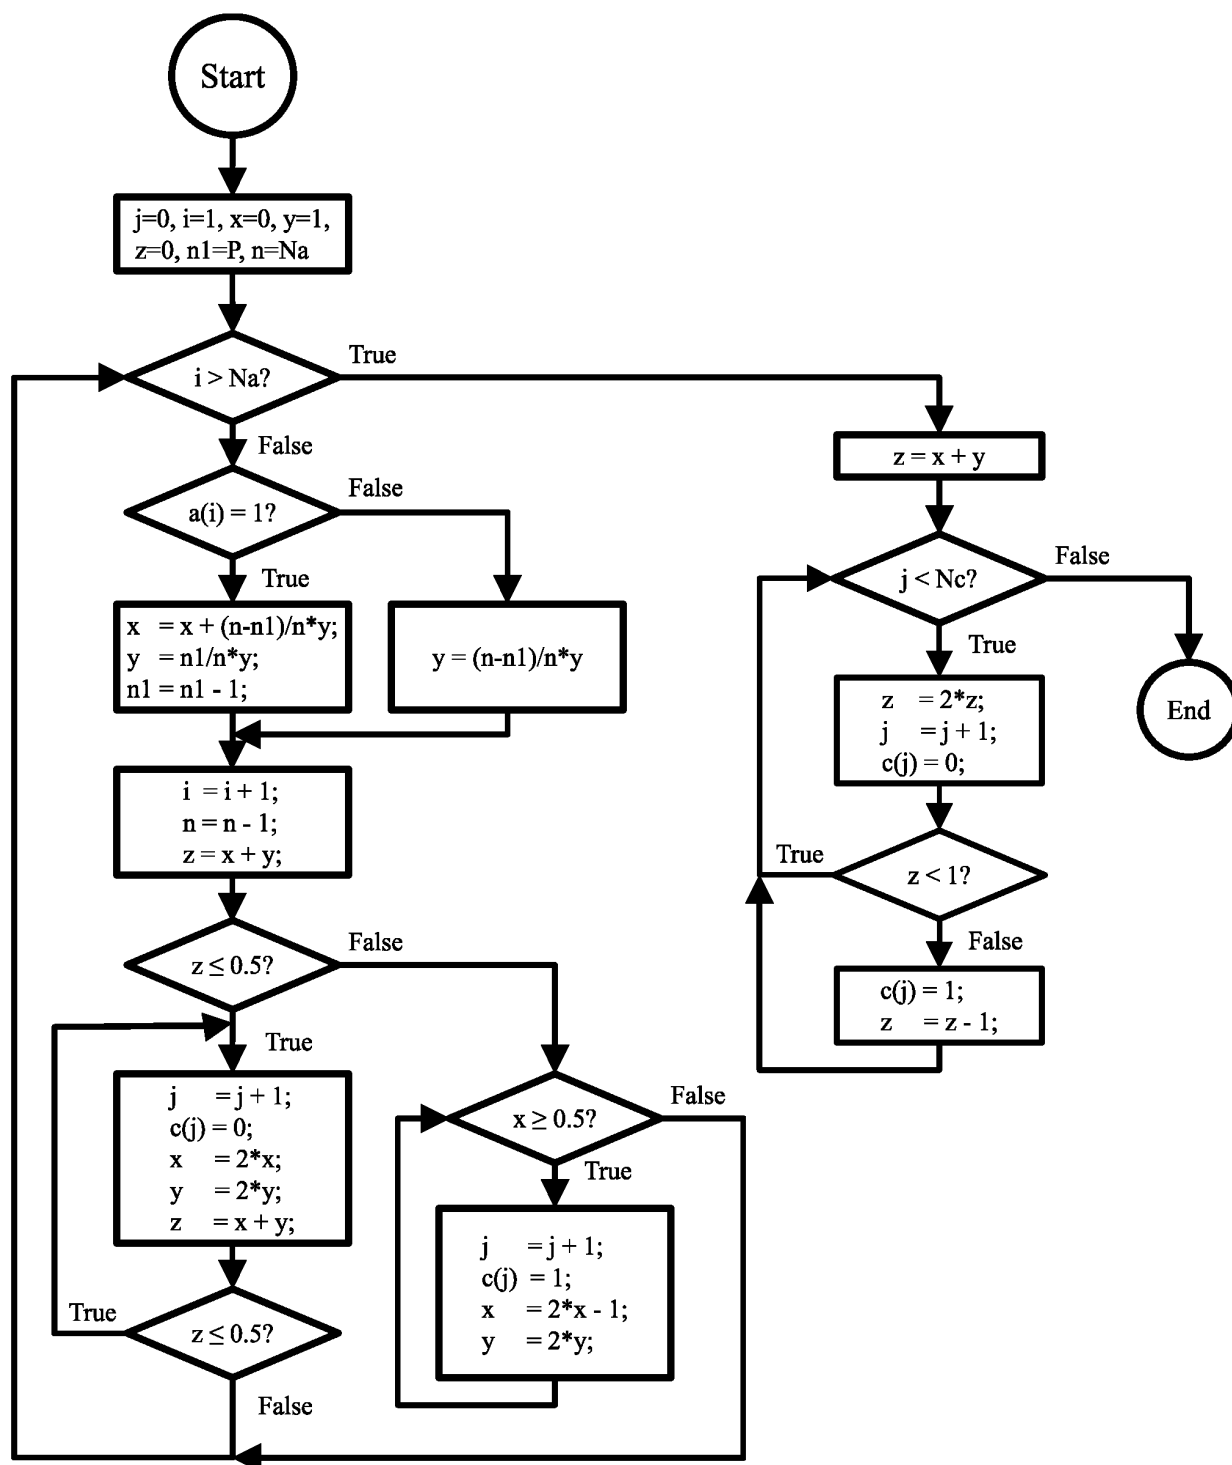 Start
j=0, i=1, x=0, y=1,
z=0, n1=P, n=Na
i > Na?
True
False
a(i) = 1?
False
True
x = x + (n-n1)/n*y;
y = n1/n*y;
n1 = n1 - 1;
y = (n-n1)/n*y
i = i + 1;
n = n - 1;
z = x + y;
z ≤ 0.5?
False
True
j = j + 1;
c(j) = 0;
x = 2*x;
y = 2*y;
z = x + y;
z ≤ 0.5?
True
False
x ≥ 0.5?
False
True
j = j + 1;
c(j) = 1;
x = 2*x - 1;
y = 2*y;
z = x + y
j < Nc?
False
True
End
z = 2*z;
j = j + 1;
c(j) = 0;
z < 1?
True
False
c(j) = 1;
z = z - 1;